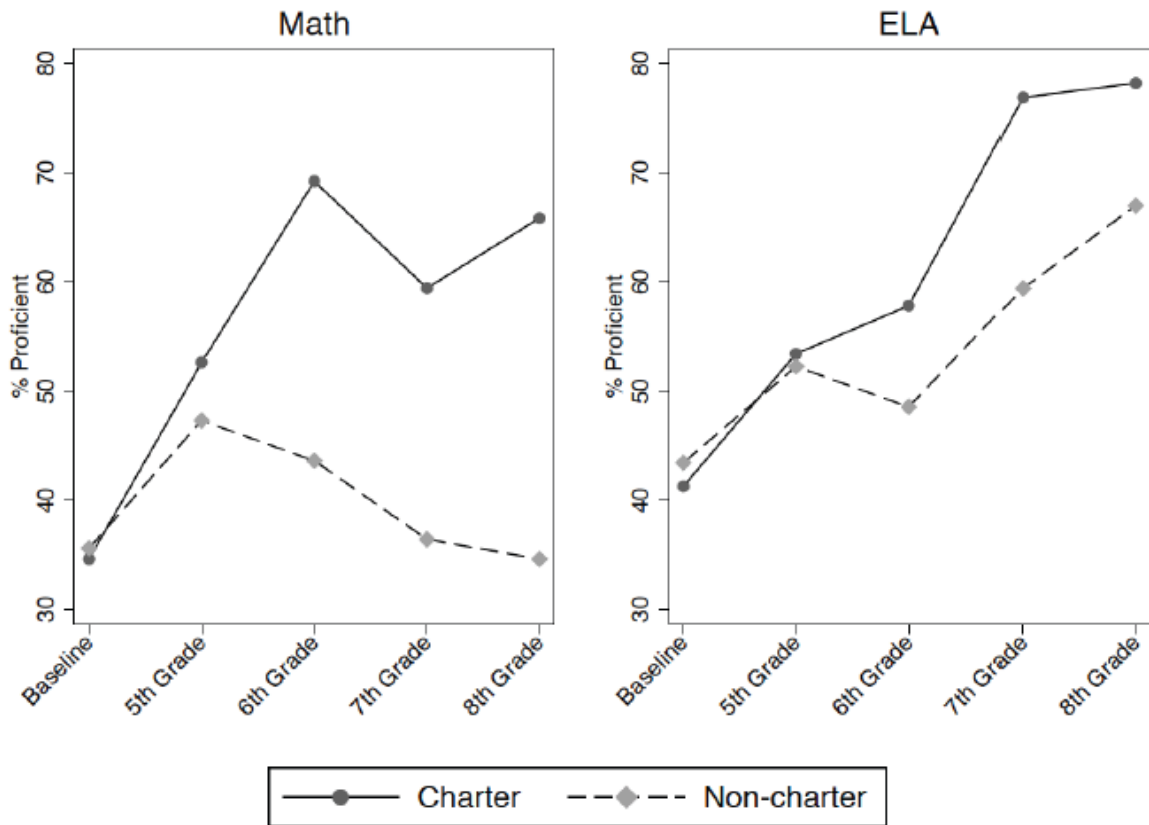 Math
% Proficient
80
70
60
50
40
30
Baseline
5th Grade
6th Grade
7th Grade
8th Grade
ELA
% Proficient
80
70
60
50
40
30
Baseline
5th Grade
6th Grade
7th Grade
8th Grade
Charter
Non-charter